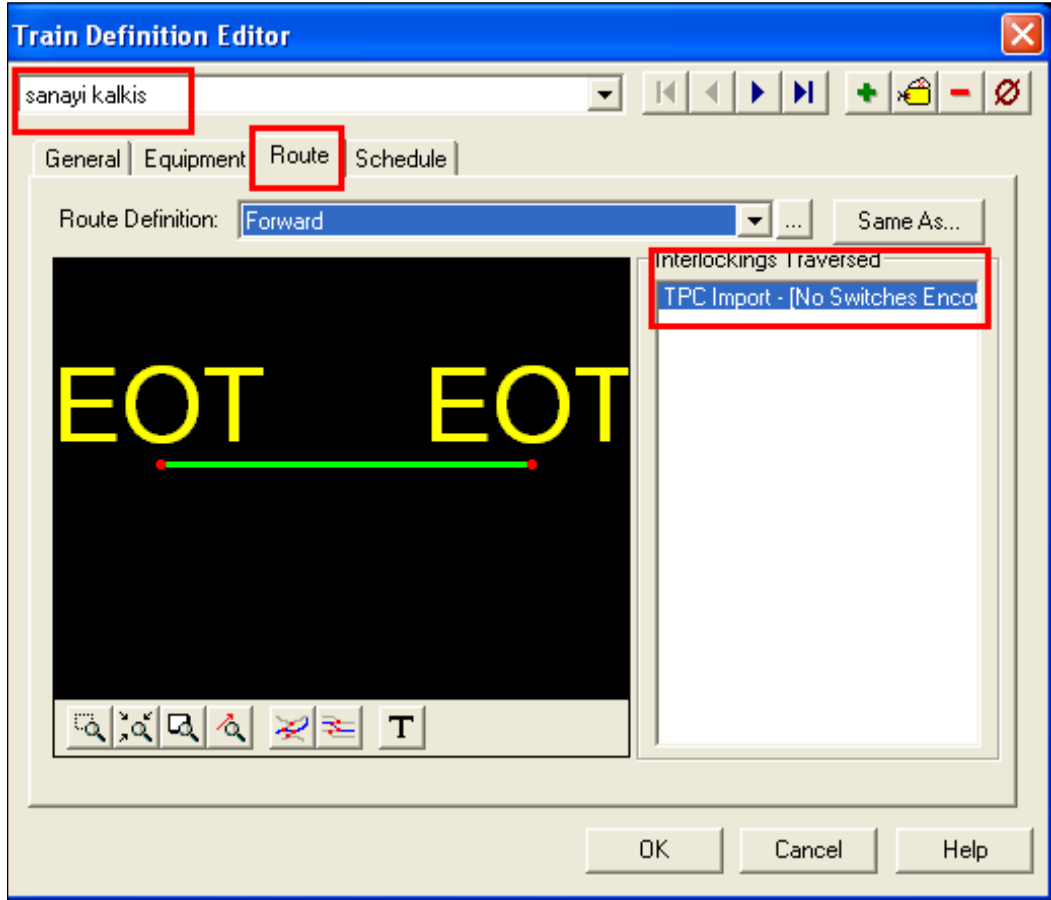 Train Definition Editor
sanayi kalkis
General Equipment Route Schedule
Route Definition: Forward ... Same As...
Interlockings Traversed
TPC Import - [No Switches Encou
EOT EOT
T
OK Cancel Help